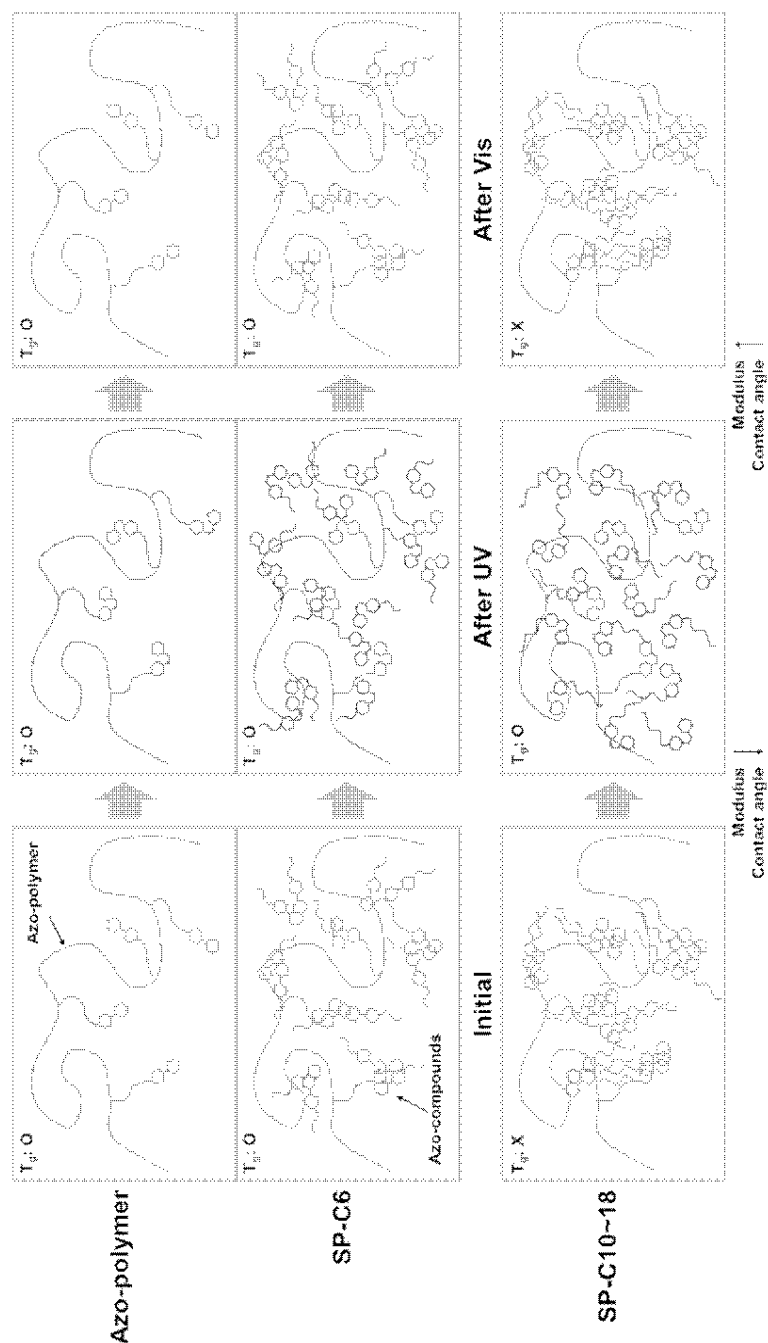 Azo-polymer
Tg: O
Azo-polymer
Tg: O
Tg: O
SP-C6
Tg: O
Azo-compounds
Tg: O
Tg: O
Initial
After UV
After Vis
SP-C10~18
Tg: X
Tg: O
Tg: X
Modulus
Contact angle
Modulus
Contact angle